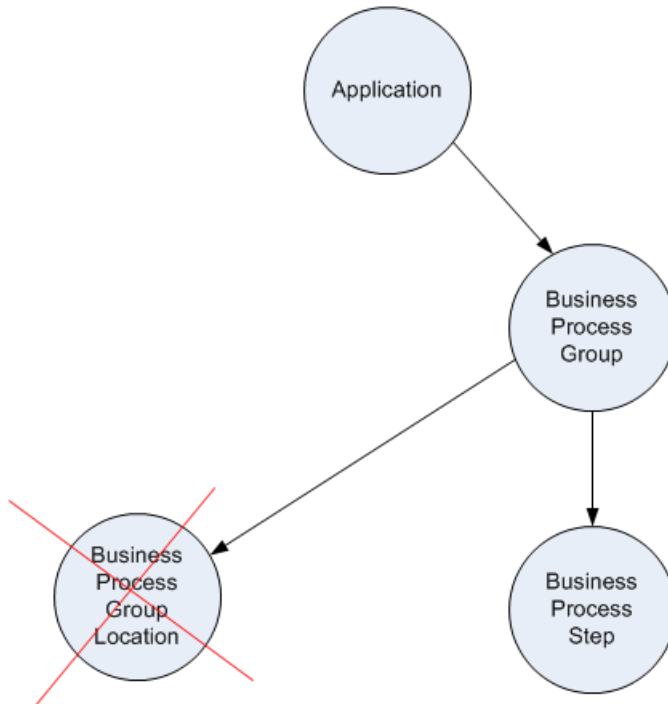 Application
Business
Process
Group
Business
Process
Group
Location
Business
Process
Step